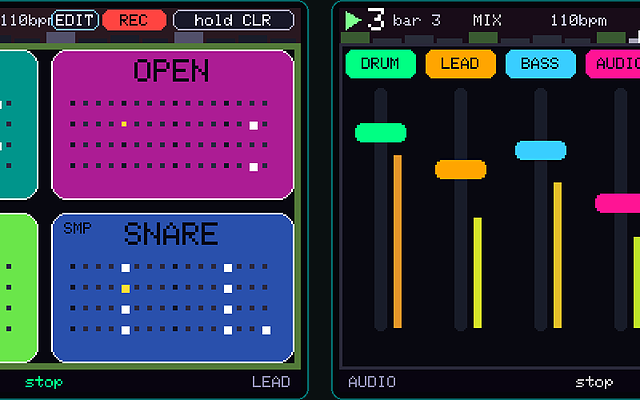 110bpm EDIT REC hold CLR
OPEN
SMP SNARE
stop LEAD
3 bar 3 MIX 110bpm
DRUM LEAD BASS AUDIO
AUDIO stop